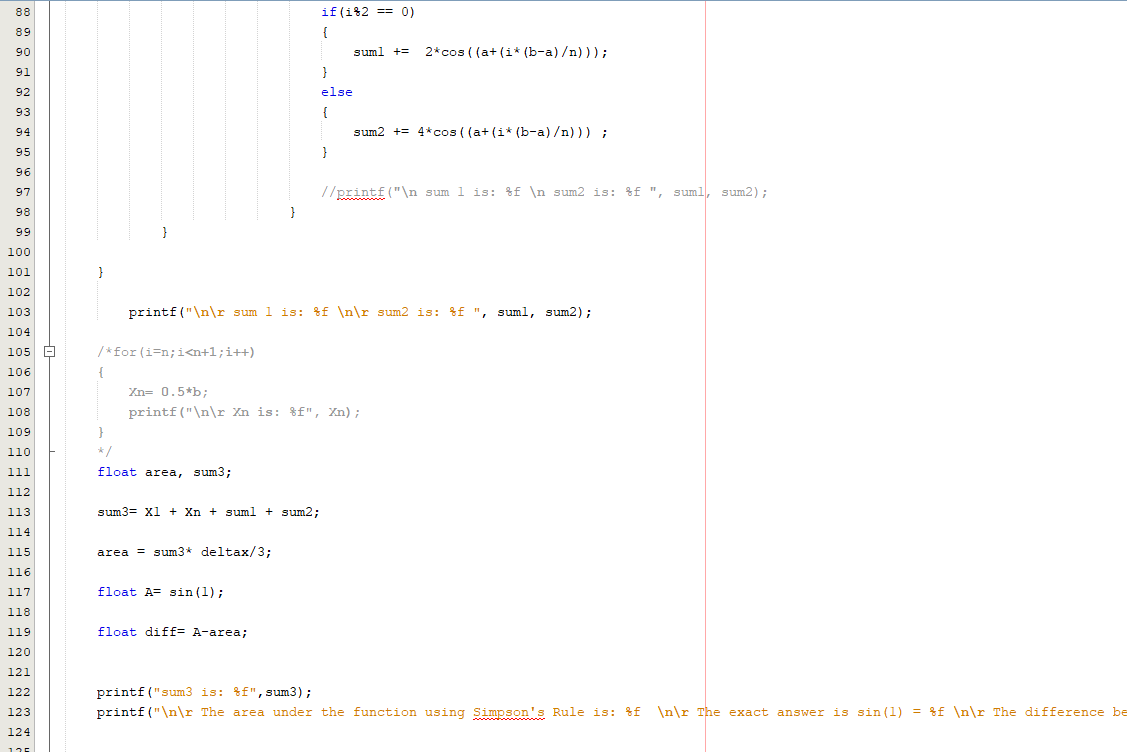 88 if(i%2 == 0)
89 {
90 sum1 += 2*cos((a+(i*(b-a)/n)));
91 }
92 else
93 {
94 sum2 += 4*cos((a+(i*(b-a)/n))) ;
95 }
96
97 //printf("\n sum 1 is: %f \n sum2 is: %f ", sum1, sum2);
98 }
99 }
100
101 }
102
103 printf("\n\r sum 1 is: %f \n\r sum2 is: %f ", sum1, sum2);
104
105 /*for(i=n;i<n+1;i++)
106 {
107 Xn= 0.5*b;
108 printf("\n\r Xn is: %f", Xn);
109 }
110 */
111 float area, sum3;
112
113 sum3= X1 + Xn + sum1 + sum2;
114
115 area = sum3* deltax/3;
116
117 float A= sin(1);
118
119 float diff= A-area;
120
121
122 printf("sum3 is: %f",sum3);
123 printf("\n\r The area under the function using Simpson's Rule is: %f \n\r The exact answer is sin(1) = %f \n\r The difference be
124